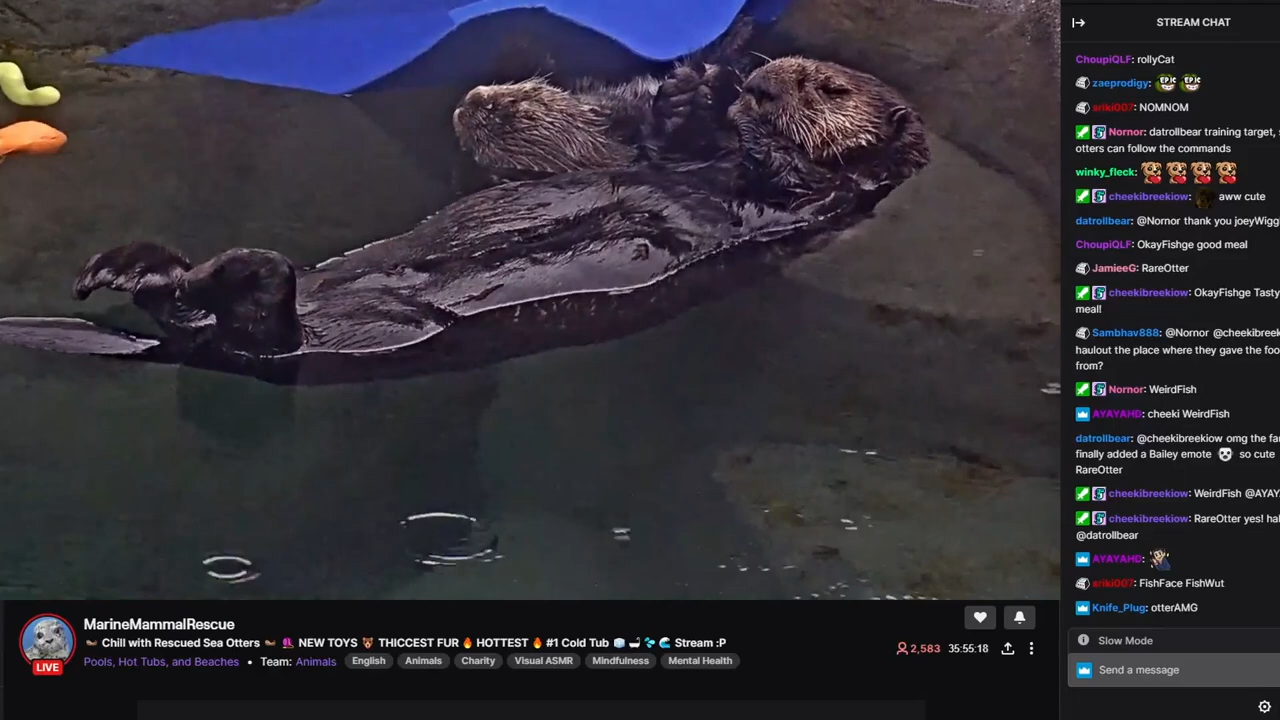 STREAM CHAT
ChoupiQLF: rollyCat
zaeprodigy: EPIC EPIC
sriki007: NOMNOM
Nornor: datrollbear training target,
otters can follow the commands
winky_fleck:
cheekibreekiow: aww cute
datrollbear: @Nornor thank you joeyWigg
ChoupiQLF: OkayFishge good meal
JamieeG: RareOtter
cheekibreekiow: OkayFishge Tasty
meal!
Sambhav888: @Nornor @cheekibreek
haulout the place where they gave the foo
from?
Nornor: WeirdFish
AYAYAHD: cheeki WeirdFish
datrollbear: @cheekibreekiow omg the fa
finally added a Bailey emote so cute
RareOtter
cheekibreekiow: WeirdFish @AYAY
cheekibreekiow: RareOtter yes! hal
@datrollbear
AYAYAHD:
sriki007: FishFace FishWut
Knife_Plug: otterAMG
Slow Mode
Send a message
MarineMammalRescue
Chill with Rescued Sea Otters NEW TOYS THICCEST FUR HOTTEST #1 Cold Tub Stream :P
Pools, Hot Tubs, and Beaches • Team: Animals English Animals Charity Visual ASMR Mindfulness Mental Health
2,583 35:55:18
LIVE